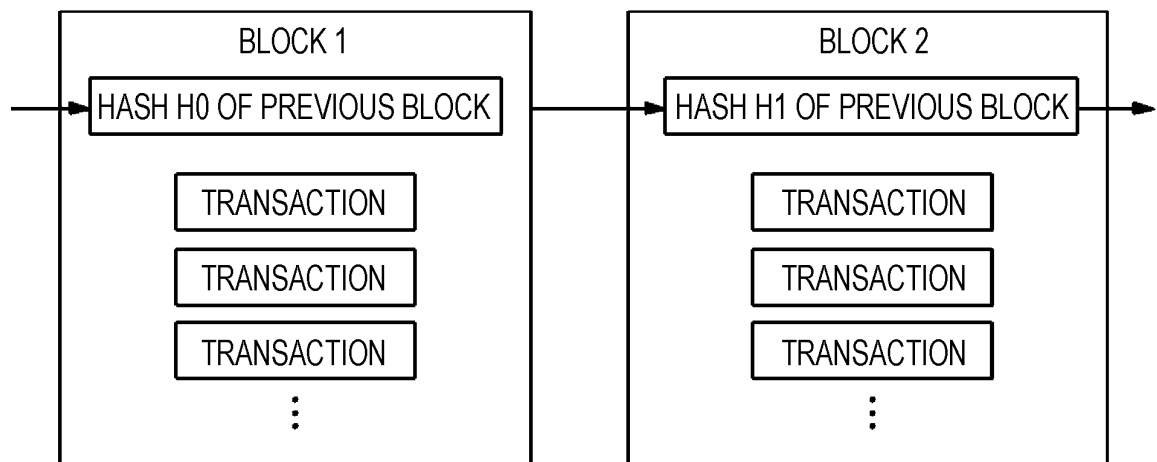 BLOCK 1
HASH H0 OF PREVIOUS BLOCK
TRANSACTION
TRANSACTION
TRANSACTION
BLOCK 2
HASH H1 OF PREVIOUS BLOCK
TRANSACTION
TRANSACTION
TRANSACTION